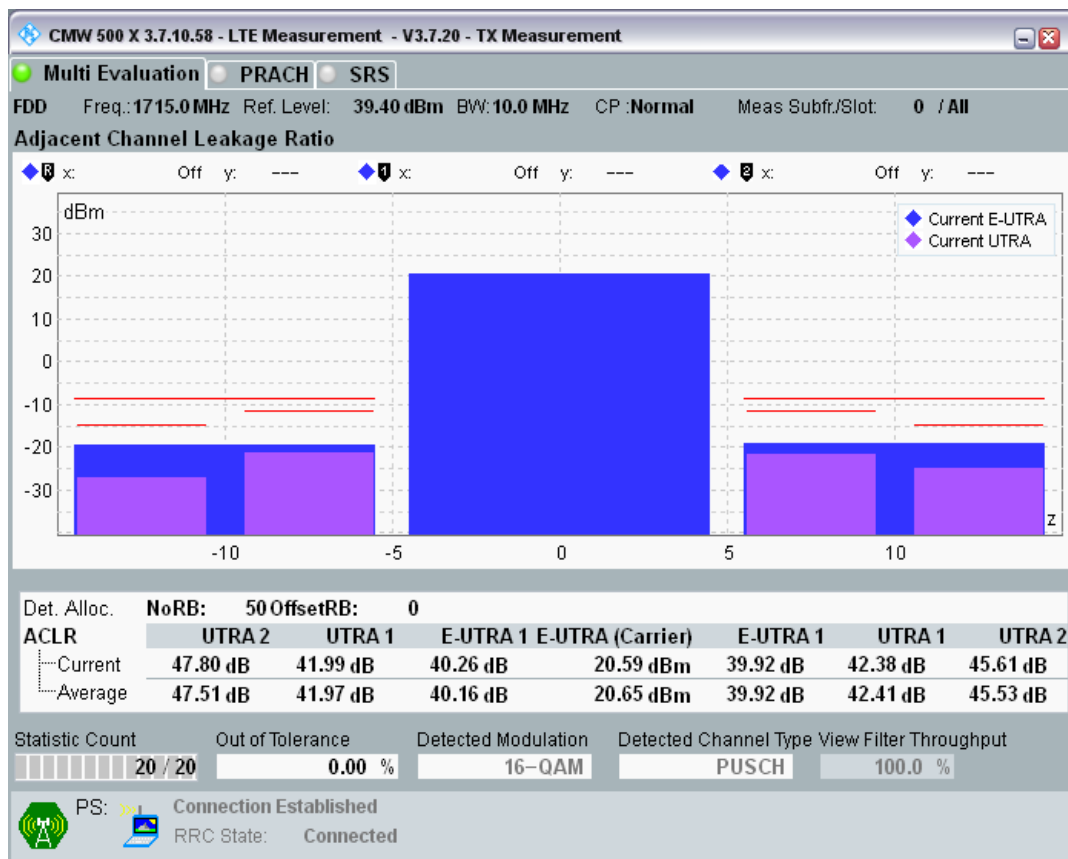 CMW 500 X 3.7.10.58 - LTE Measurement - V3.7.20 - TX Measurement
Multi Evaluation PRACH SRS
FDD Freq.:1715.0 MHz Ref. Level: 39.40 dBm BW:10.0 MHz CP :Normal Meas Subfr./Slot: 0 / All
Adjacent Channel Leakage Ratio
R x: Off y: --- 1 x: Off y: --- 2 x: Off y: ---
dBm
Current E-UTRA
Current UTRA
30
20
10
0
-10
-20
-30
z
-10 -5 0 5 10
Det. Alloc. NoRB: 50 OffsetRB: 0
ACLR UTRA 2 UTRA 1 E-UTRA 1 E-UTRA (Carrier) E-UTRA 1 UTRA 1 UTRA 2
Current 47.80 dB 41.99 dB 40.26 dB 20.59 dBm 39.92 dB 42.38 dB 45.61 dB
Average 47.51 dB 41.97 dB 40.16 dB 20.65 dBm 39.92 dB 42.41 dB 45.53 dB
Statistic Count Out of Tolerance Detected Modulation Detected Channel Type View Filter Throughput
20 / 20 0.00 % 16-QAM PUSCH 100.0 %
PS: Connection Established
RRC State: Connected